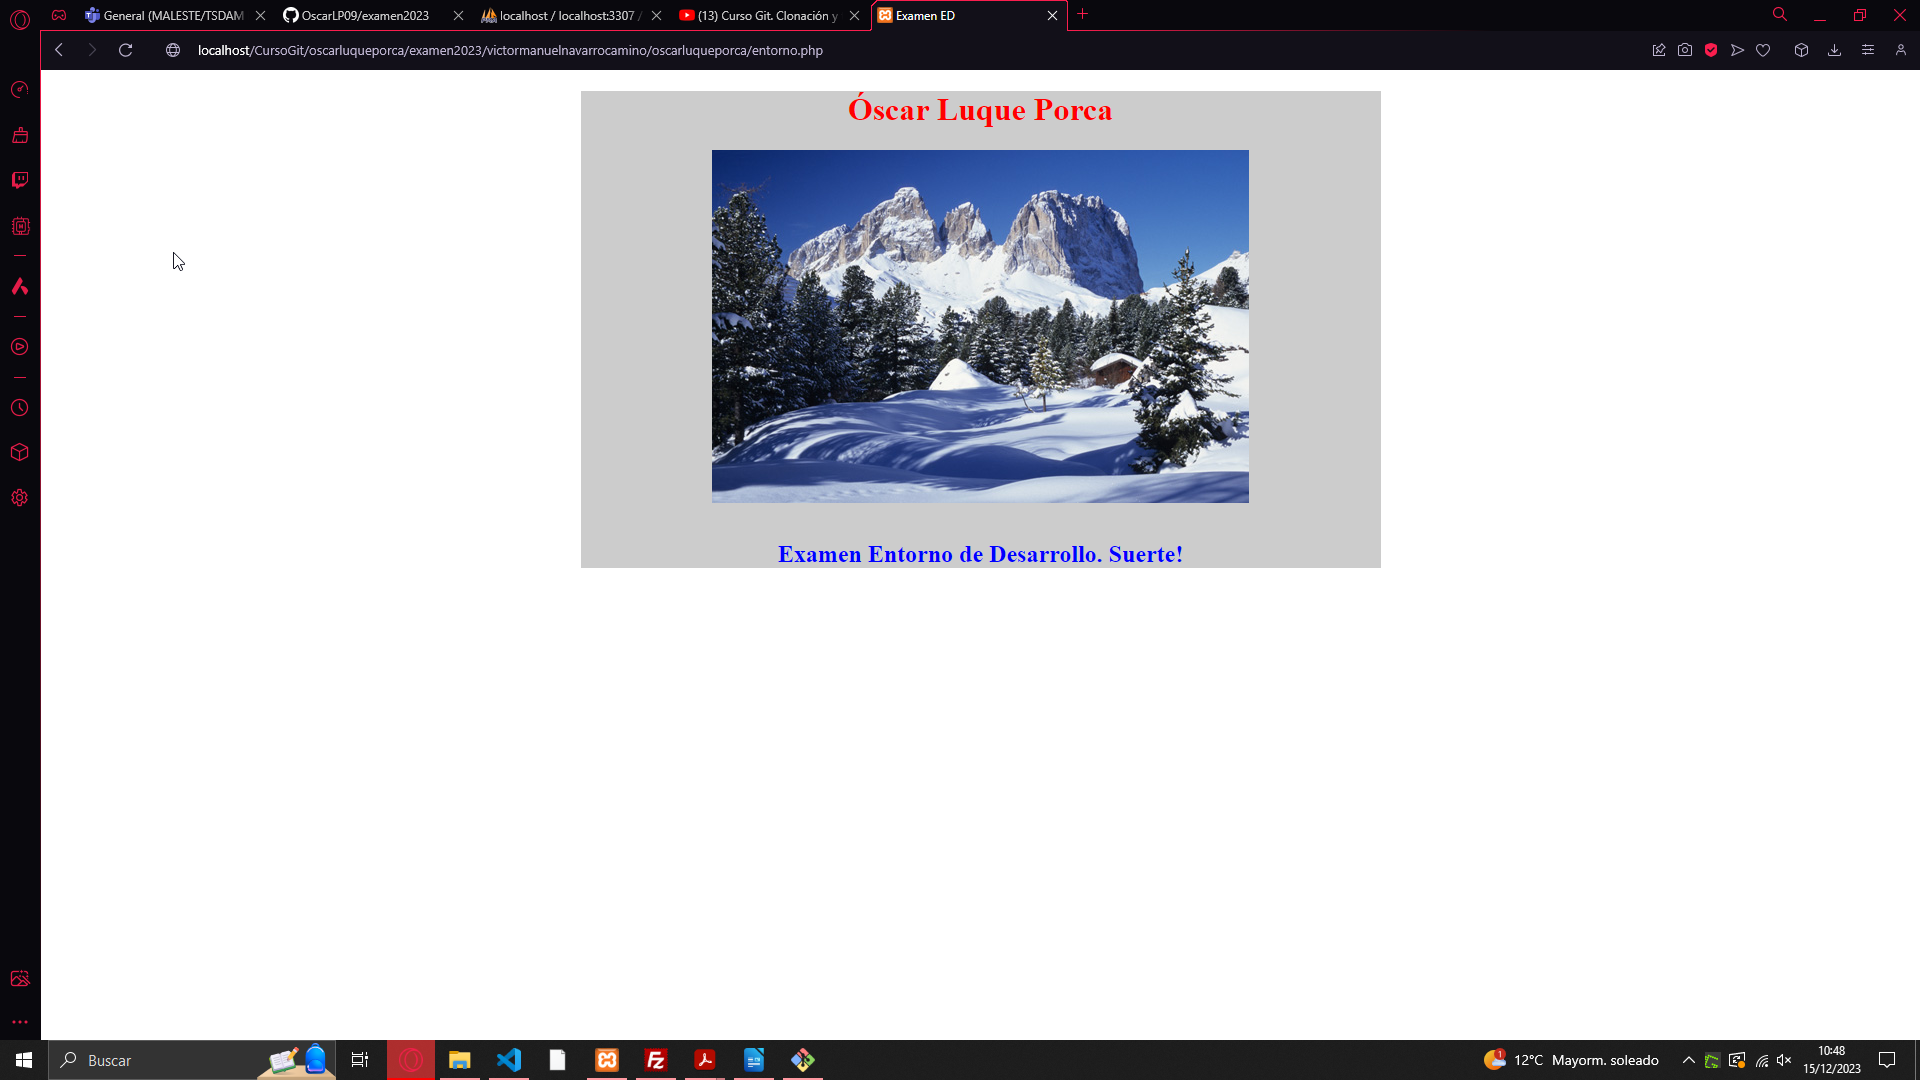 General (MALESTE/TSDAM
OscarLP09/examen2023
localhost / localhost:3307 /
(13) Curso Git. Clonación y
Examen ED
localhost/CursoGit/oscarluqueporca/examen2023/victormanuelnavarrocamino/oscarluqueporca/entorno.php
Óscar Luque Porca
Examen Entorno de Desarrollo. Suerte!
Buscar
1
12°C Mayorm. soleado
10:48
15/12/2023